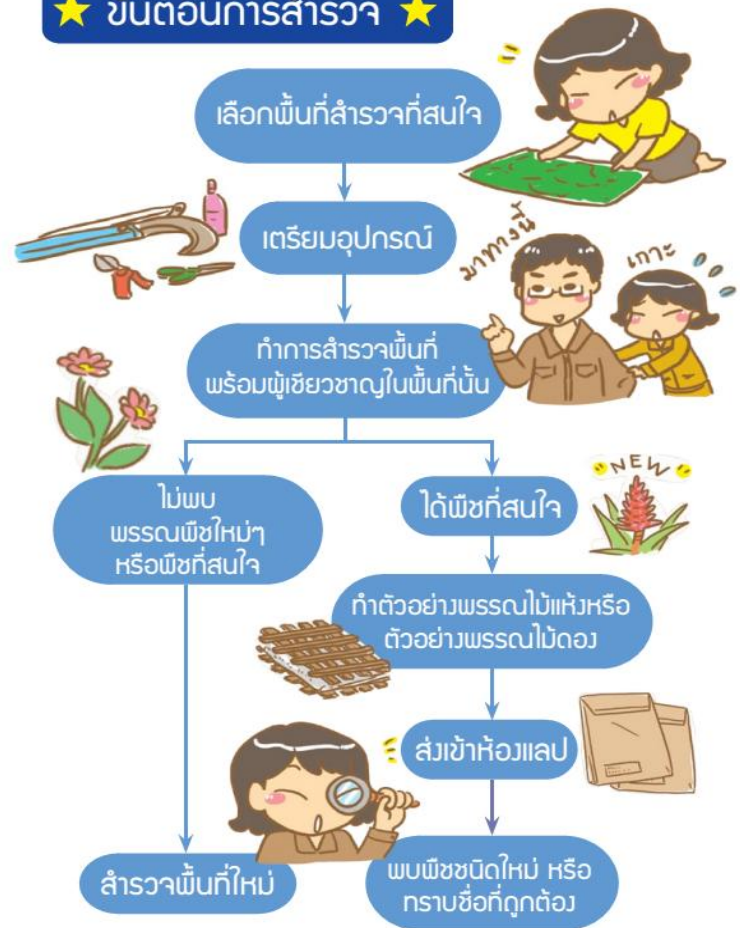 ขั้นตอนการสำรวจ
เลือกพื้นที่สำรวจที่สนใจ
เตรียมอุปกรณ์
มาทางนี้
เกาะ
ทำการสำรวจพื้นที่
พร้อมผู้เชียวชาญในพื้นที่นั้น
ไม่พบ
พรรณพืชใหม่ๆ
หรือพืชที่สนใจ
ได้พืชที่สนใจ
NEW
ทำตัวอย่างพรรณไม้แห้งหรือ
ตัวอย่างพรรณไม้ดอง
ส่งเข้าห้องแลป
สำรวจพื้นที่ใหม่
พบพืชชนิดใหม่ หรือ
ทราบชื่อที่ถูกต้อง